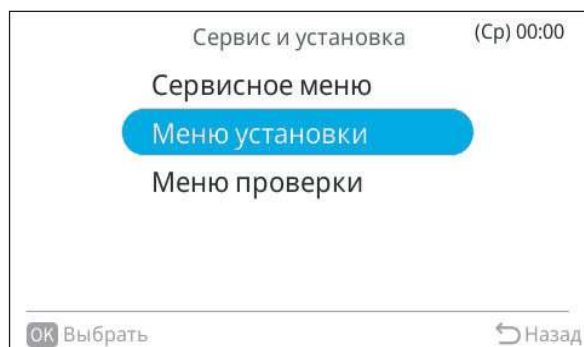 Сервис и установка (Ср) 00:00
Сервисное меню
Меню установки
Меню проверки
OK Выбрать Назад